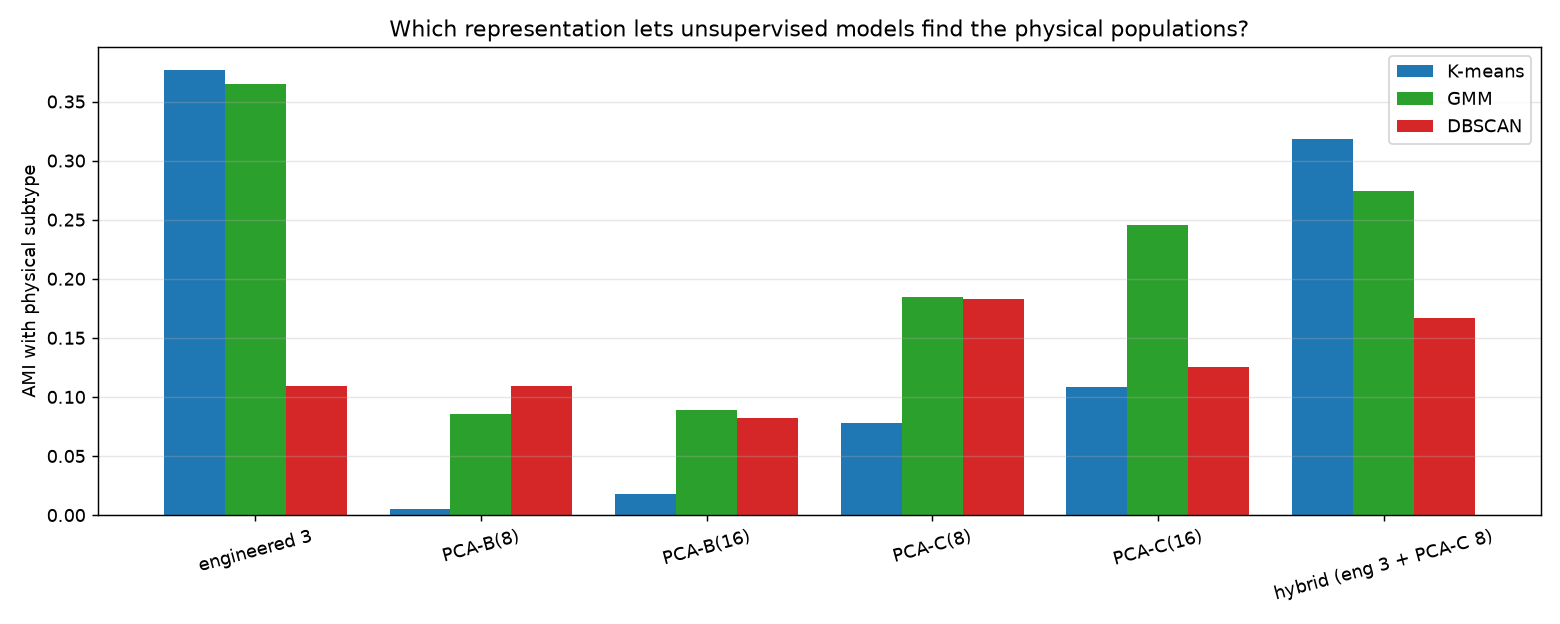 Which representation lets unsupervised models find the physical populations?
K-means
GMM
DBSCAN
AMI with physical subtype
0.35
0.30
0.25
0.20
0.15
0.10
0.05
0.00
engineered 3
PCA-B(8)
PCA-B(16)
PCA-C(8)
PCA-C(16)
hybrid (eng 3 + PCA-C 8)